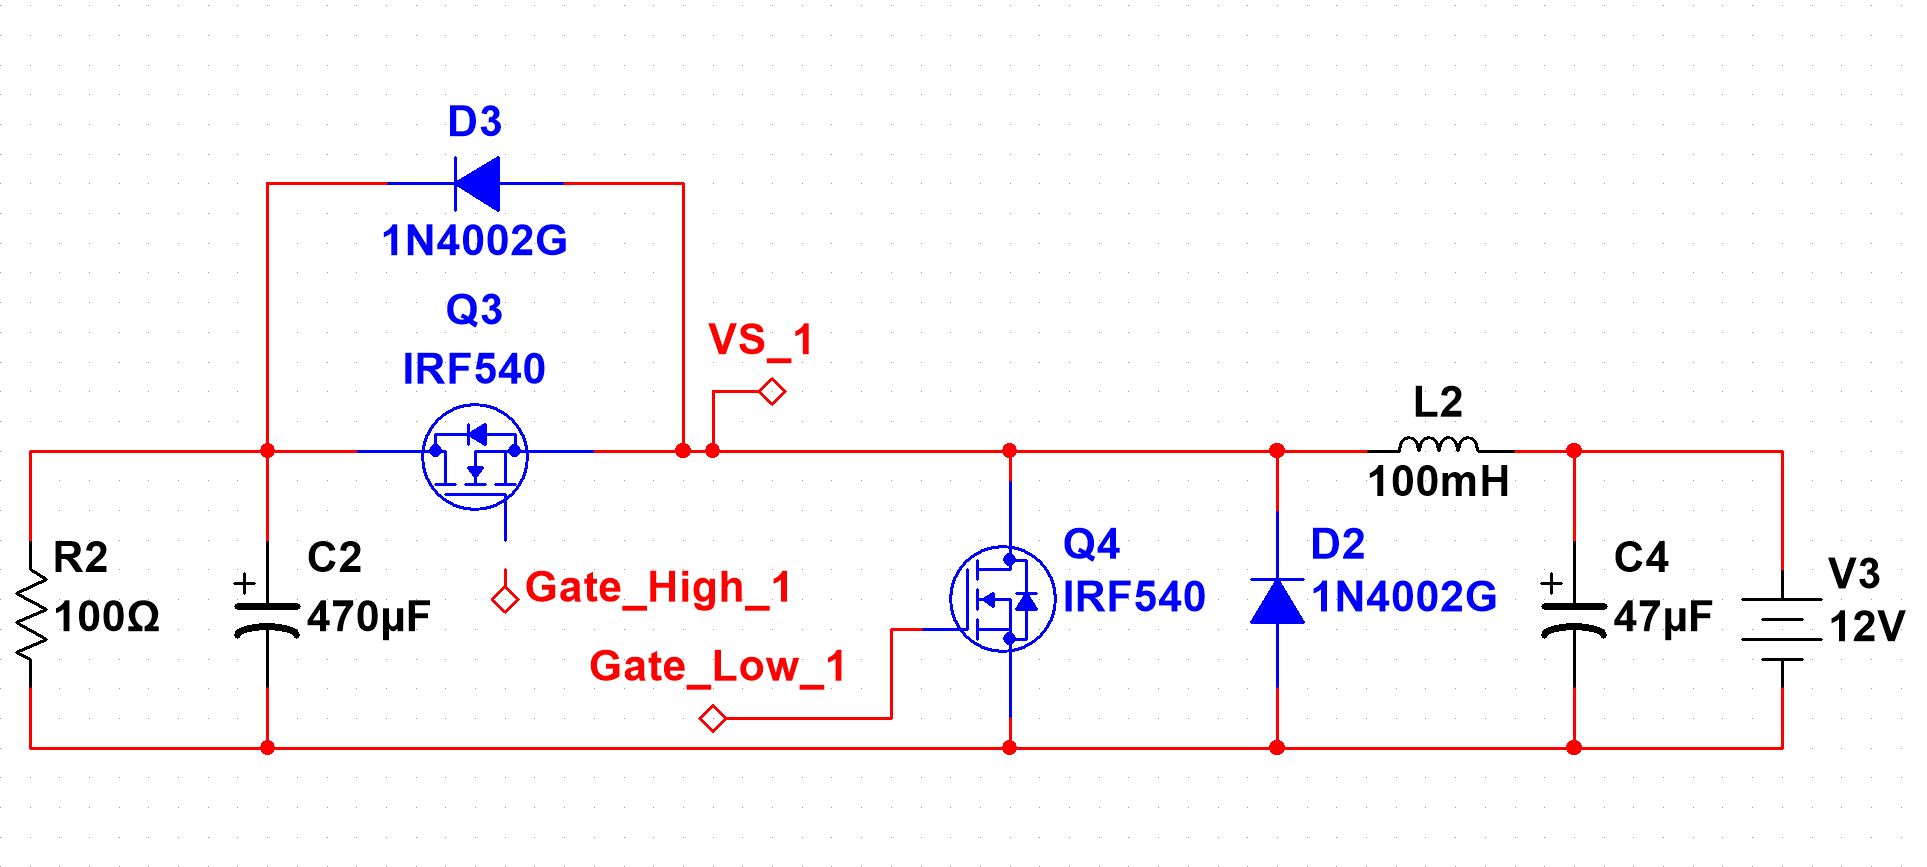 D3
1N4002G
Q3
IRF540
VS_1
L2
100mH
R2
100Ω
C2
470µF
Gate_High_1
Gate_Low_1
Q4
IRF540
D2
1N4002G
C4
47µF
V3
12V